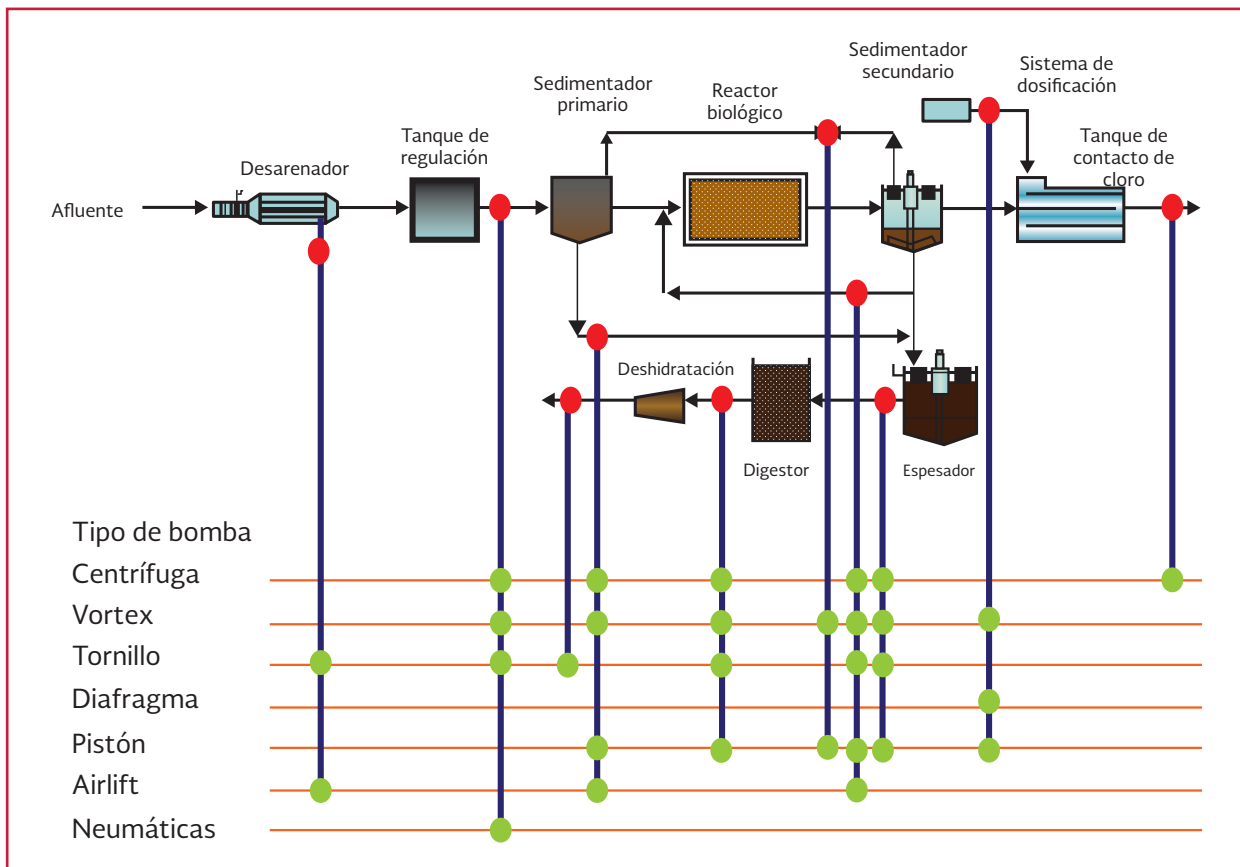 Sedimentador
secundario
Sistema de
dosificación
Sedimentador
primario
Reactor
biológico
Tanque de
regulación
Tanque de
contacto de
cloro
Desarenador
Afluente
Deshidratación
Digestor
Espesador
Tipo de bomba
Centrífuga
Vortex
Tornillo
Diafragma
Pistón
Airlift
Neumáticas